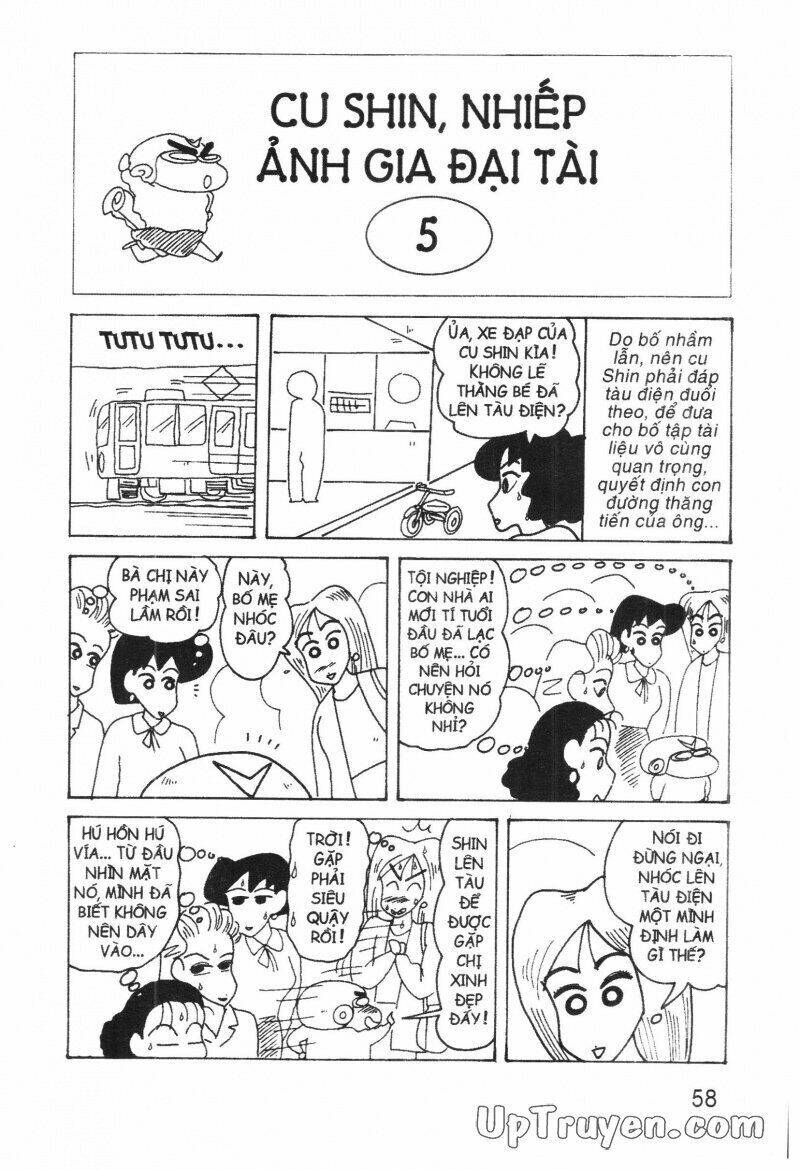 CU SHIN, NHIẾP
ẢNH GIA ĐẠI TÀI
5
Do bố nhầm
lẫn, nên cu
Shin phải đáp
tàu điện đuổi
theo, để đưa
cho bố tập tài
liệu vô cùng
quan trọng,
quyết định con
đường thăng
tiến của ông...
ỦA, XE ĐẠP CỦA
CU SHIN KÌA!
KHÔNG LẼ
THẰNG BÉ ĐÃ
LÊN TÀU ĐIỆN?
TUTU TUTU...
TỘI NGHIỆP!
CON NHÀ AI
MỚI TÍ TUỔI
ĐẦU ĐÃ LẠC
BỐ MẸ... CÓ
NÊN HỎI
CHUYỆN NÓ
KHÔNG
NHỈ?
NÀY,
BỐ MẸ
NHÓC
ĐÂU?
BÀ CHỊ NÀY
PHẠM SAI
LẦM RỒI!
NỐI ĐI
ĐỪNG NGẠI,
NHÓC LÊN
TÀU ĐIỆN
MỘT MÌNH
ĐỊNH LÀM
GÌ THẾ?
SHIN
LÊN
TÀU
ĐỂ
ĐƯỢC
GẶP
CHỊ
XINH
ĐẸP
ĐẤY!
TRỜI!
GẶP
PHẢI
SIÊU
QUẬY
RỒI!
HÚ HỒN HÚ
VÍA... TỪ ĐẦU
NHÌN MẶT
NÓ, MÌNH ĐÃ
BIẾT KHÔNG
NÊN DÂY
VÀO...
58
UpTruyen.com